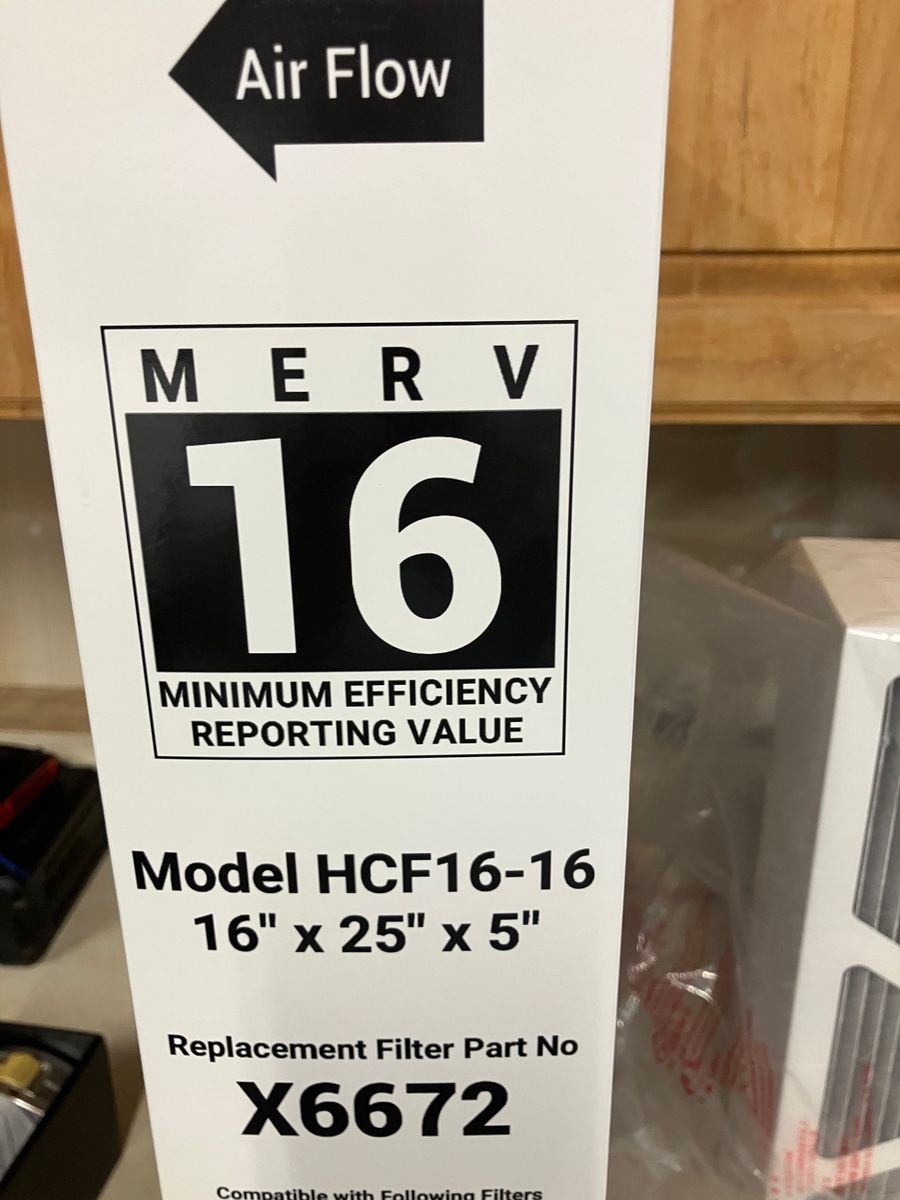 Air Flow
M E R V
16
MINIMUM EFFICIENCY
REPORTING VALUE
Model HCF16-16
16" x 25" x 5"
Replacement Filter Part No
X6672
Compatible with Following Filters